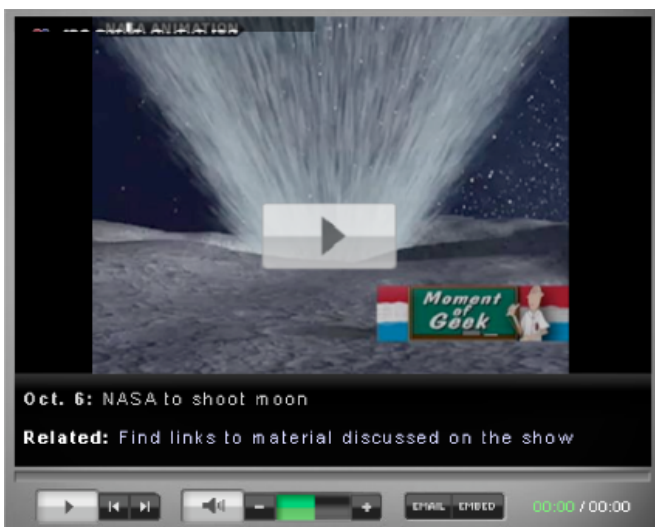 NASA ANIMATION
Moment
of
Geek
Oct. 6: NASA to shoot moon
Related: Find links to material discussed on the show
EMAIL EMBED 00:00 / 00:00